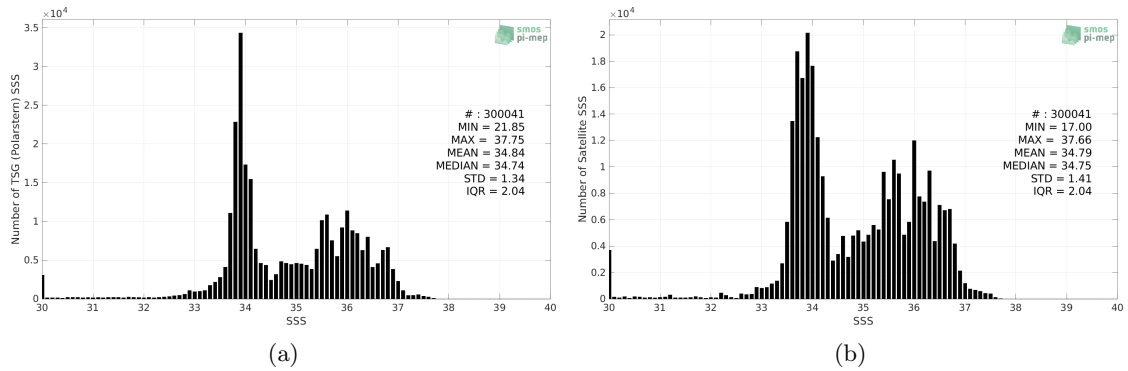 ×10⁴
3.5
3
2.5
2
1.5
1
0.5
0
Number of TSG (Polarstern) SSS
smos
pi-mep
# : 300041
MIN = 21.85
MAX = 37.75
MEAN = 34.84
MEDIAN = 34.74
STD = 1.34
IQR = 2.04
30 31 32 33 34 35 36 37 38 39 40
SSS
(a)
×10⁴
2
1.8
1.6
1.4
1.2
1
0.8
0.6
0.4
0.2
0
Number of Satellite SSS
smos
pi-mep
# : 300041
MIN = 17.00
MAX = 37.66
MEAN = 34.79
MEDIAN = 34.75
STD = 1.41
IQR = 2.04
30 31 32 33 34 35 36 37 38 39 40
SSS
(b)